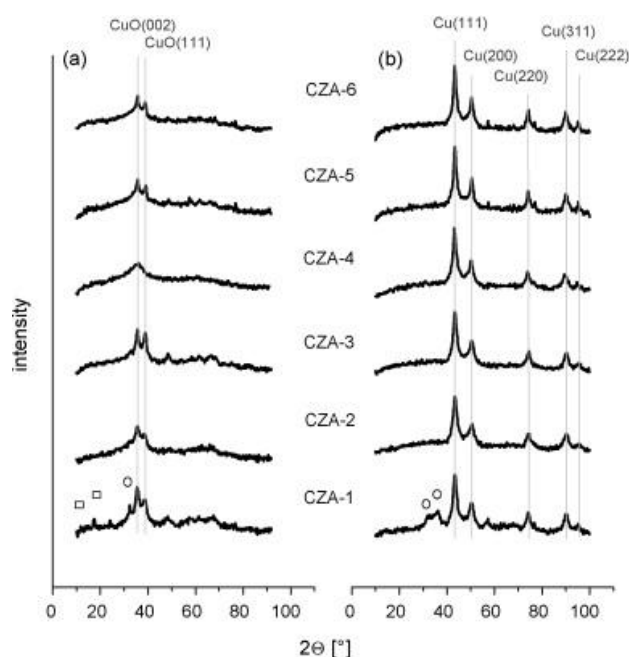 CuO(002)
CuO(111)
(a)
Cu(111)
Cu(200)
Cu(220)
Cu(311)
Cu(222)
(b)
CZA-6
CZA-5
CZA-4
CZA-3
CZA-2
CZA-1
intensity
0 20 40 60 80 100
0 20 40 60 80 100
2Θ [°]